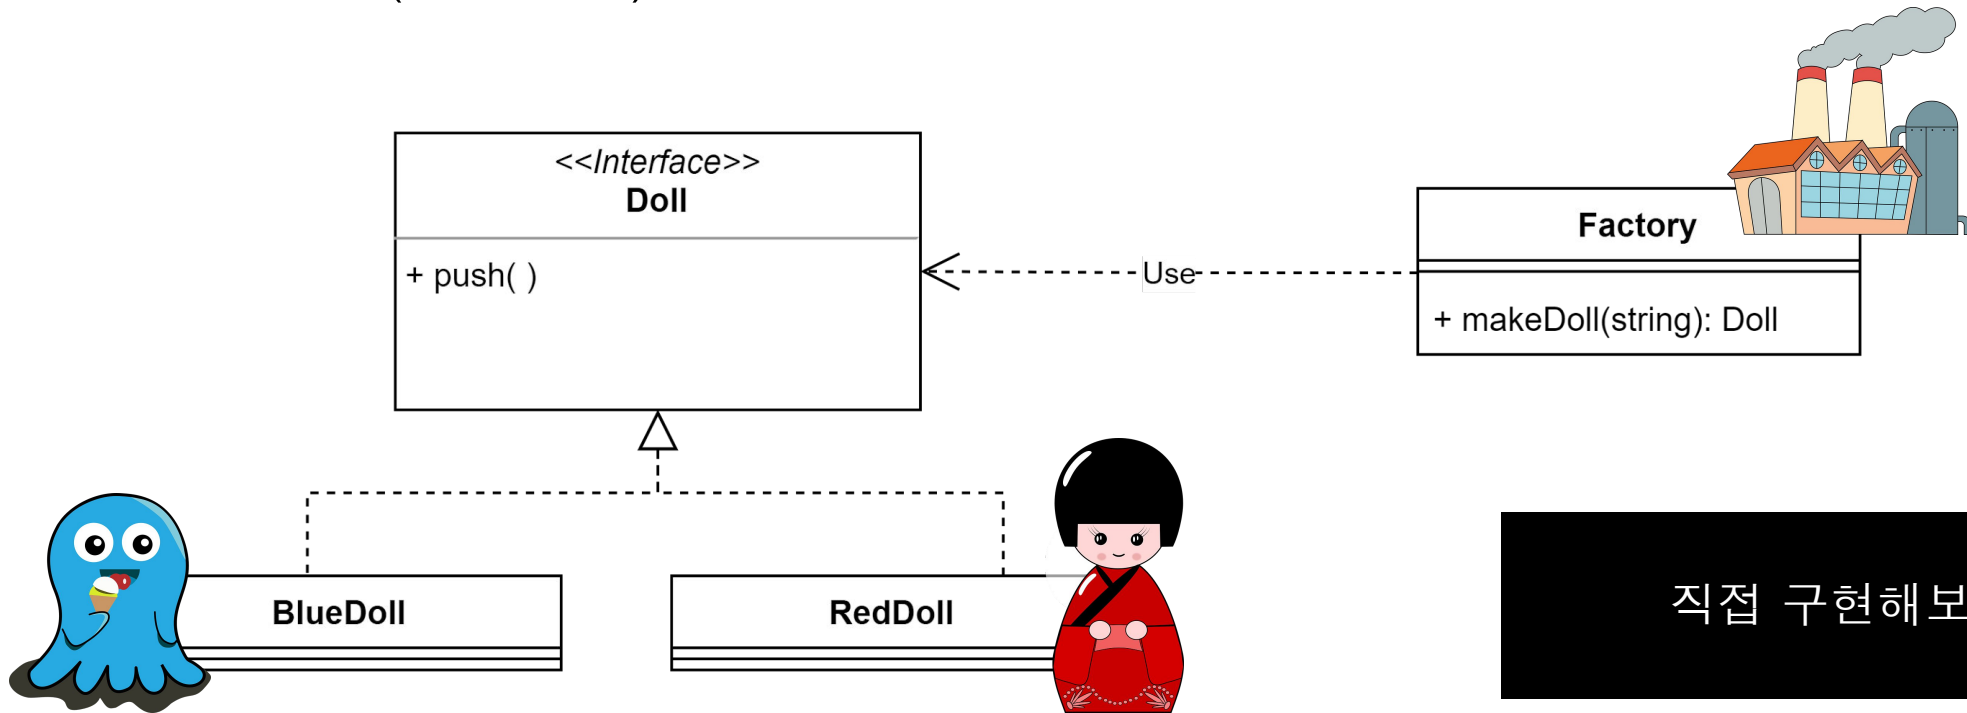 <<Interface>>
Doll
+ push( )
Use
Factory
+ makeDoll(string): Doll
BlueDoll
RedDoll
직접 구현해보